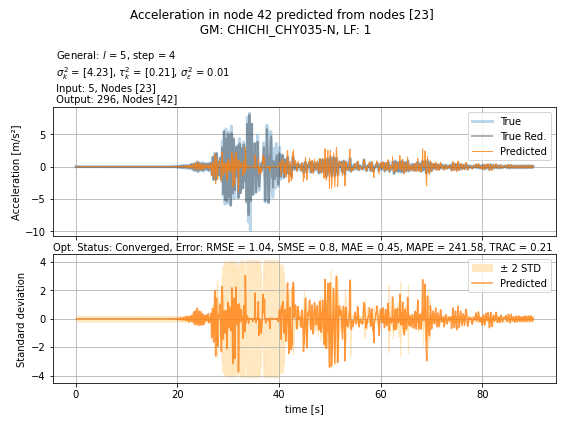 Acceleration in node 42 predicted from nodes [23]
GM: CHICHI_CHY035-N, LF: 1
General: l = 5, step = 4
σ²ₖ = [4.23], τ²ₖ = [0.21], σ²ε = 0.01
Input: 5, Nodes [23]
Output: 296, Nodes [42]
True
True Red.
Predicted
Acceleration [m/s²]
5
0
−5
−10
Opt. Status: Converged, Error: RMSE = 1.04, SMSE = 0.8, MAE = 0.45, MAPE = 241.58, TRAC = 0.21
± 2 STD
Predicted
Standard deviation
4
2
0
−2
−4
0 20 40 60 80
time [s]